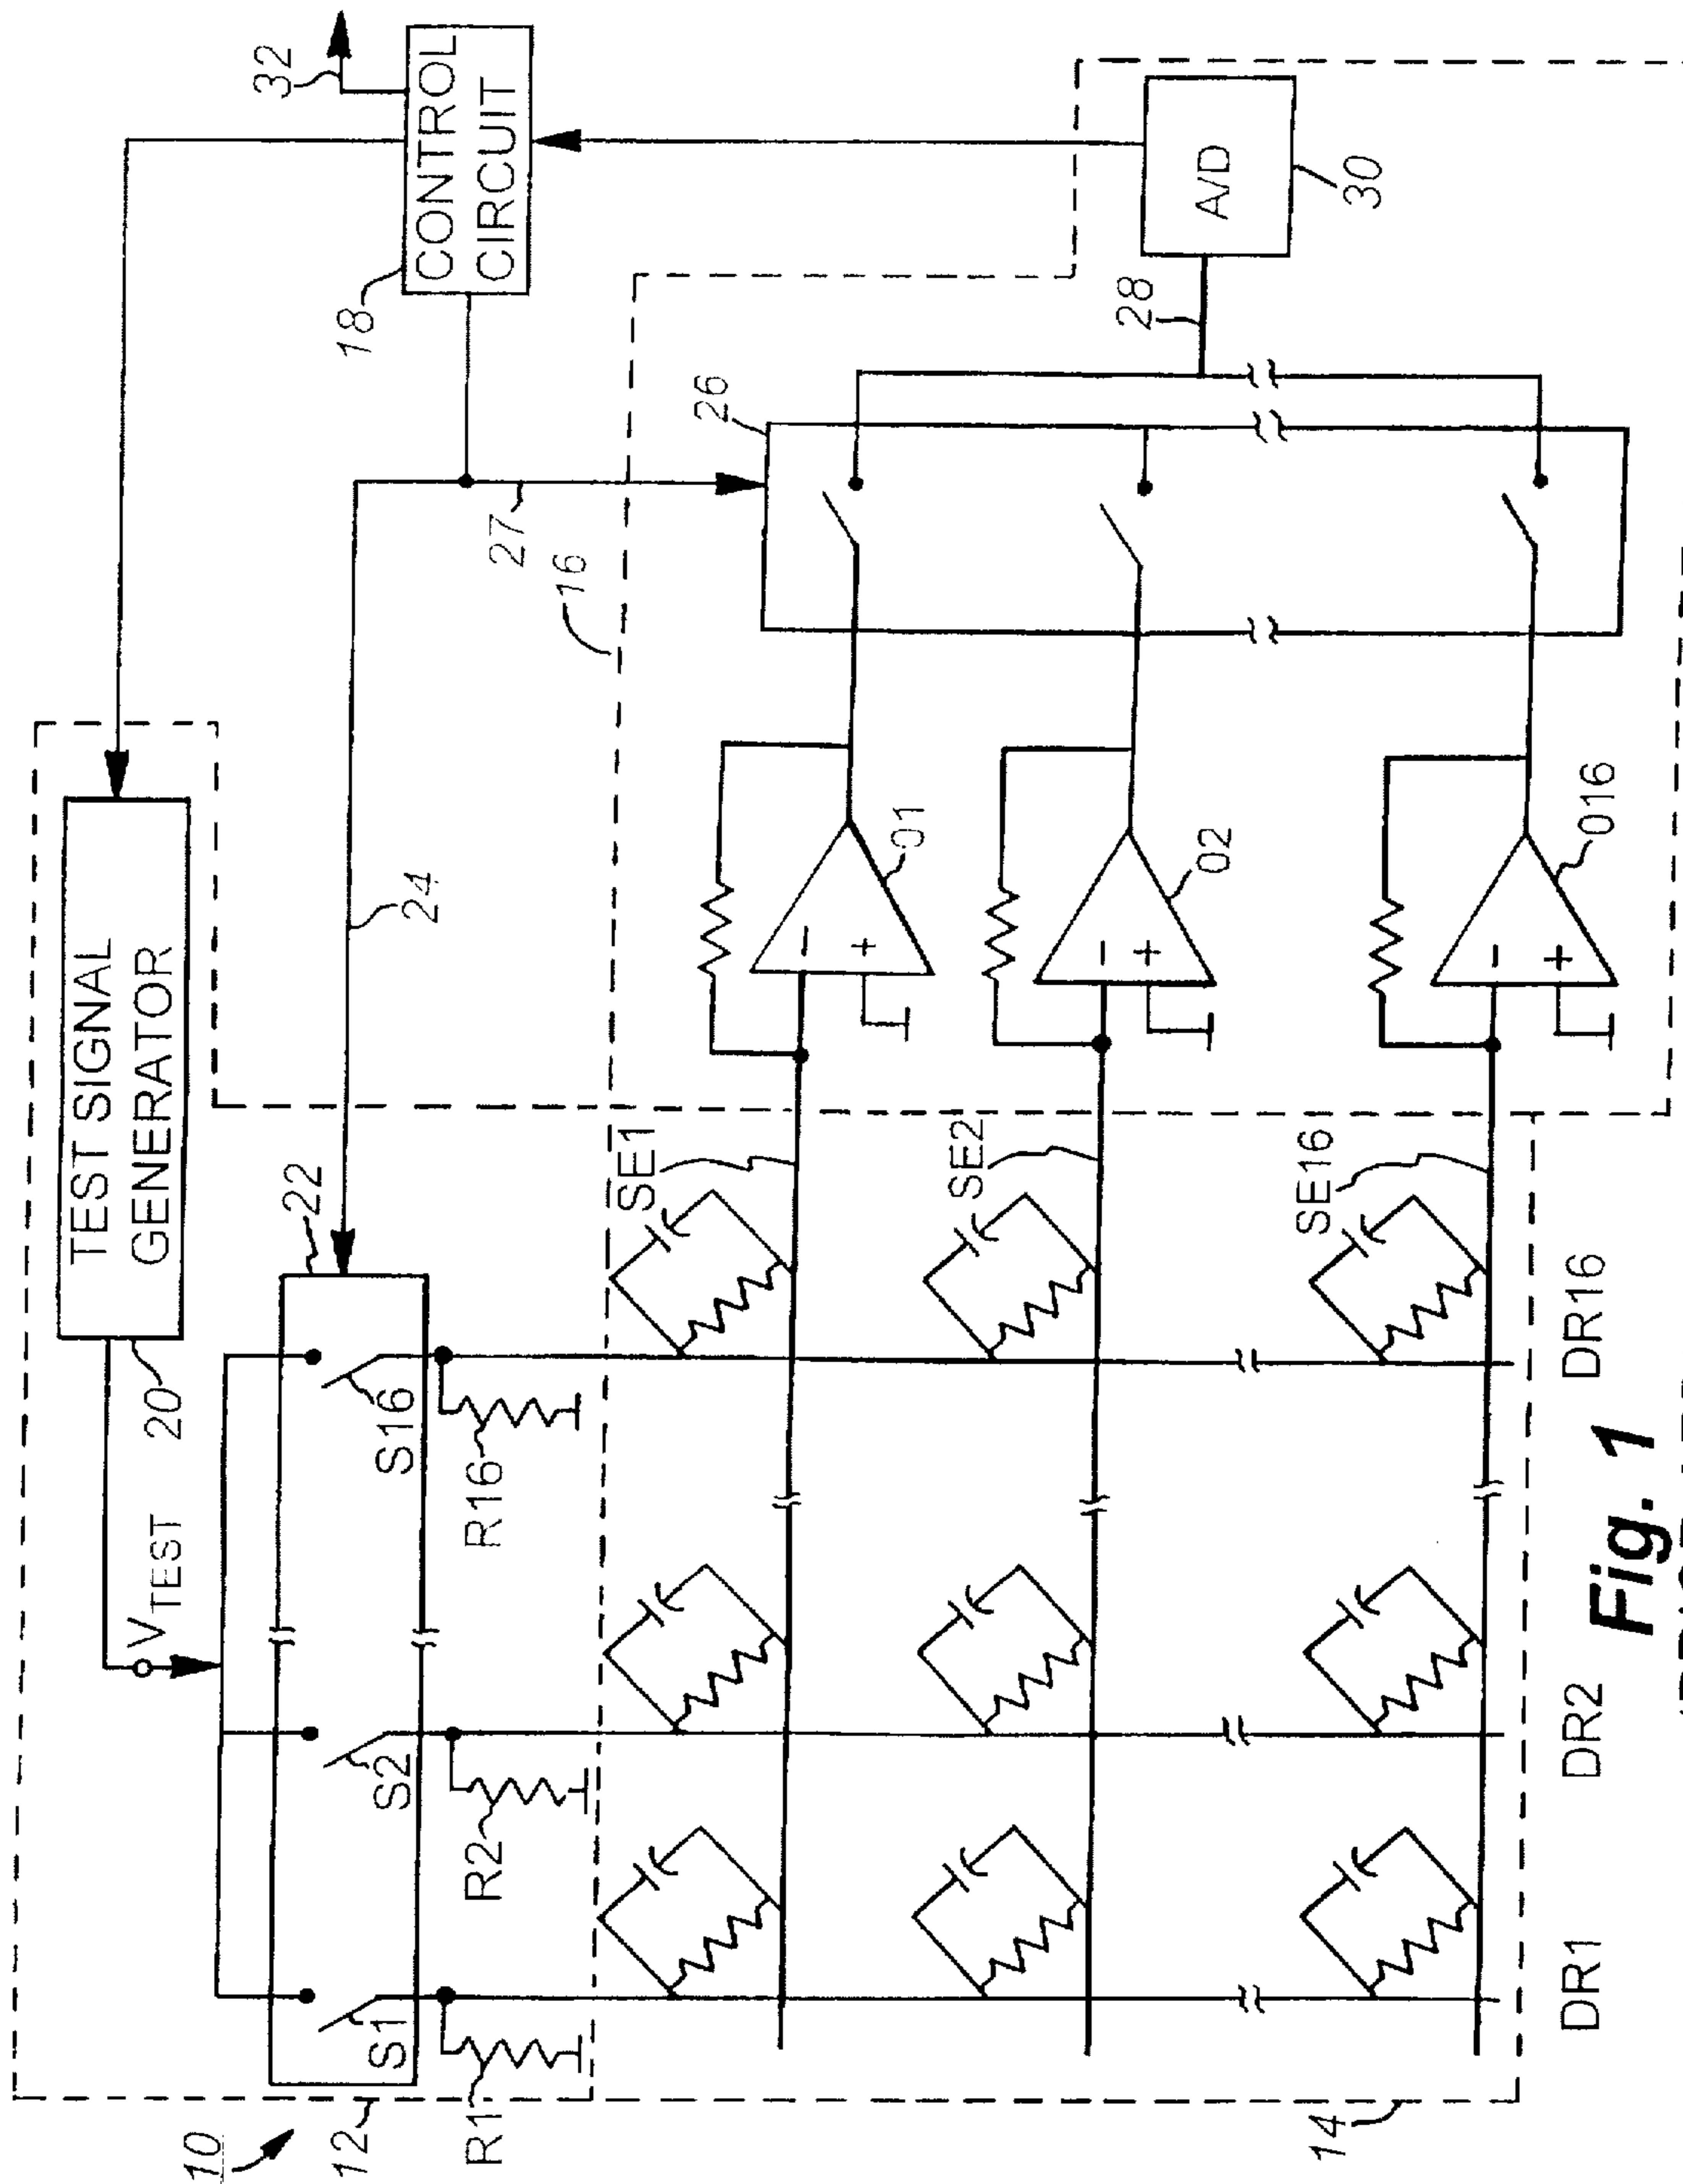 10
12
TEST SIGNAL
GENERATOR
20
VTEST
22
S1
S2
S16
R1
R2
R16
24
18
CONTROL
CIRCUIT
32
27
16
26
28
A/D
30
01
02
016
−
+
−
+
−
+
SE1
SE2
SE16
14
DR1
DR2
DR16
Fig. 1